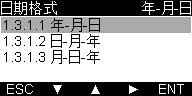 日期格式 年-月-日
1.3.1.1 年-月-日
1.3.1.2 日-月-年
1.3.1.3 月-日-年
ESC ▼ ▲ ► ENT